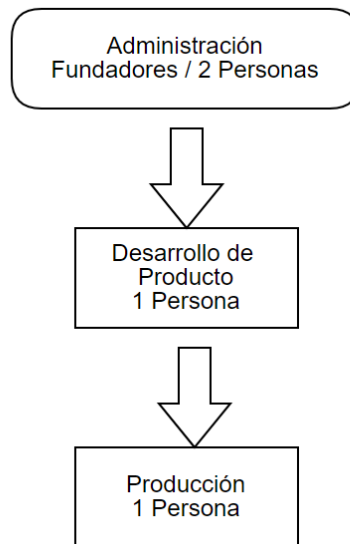 Administración
Fundadores / 2 Personas
Desarrollo de
Producto
1 Persona
Producción
1 Persona